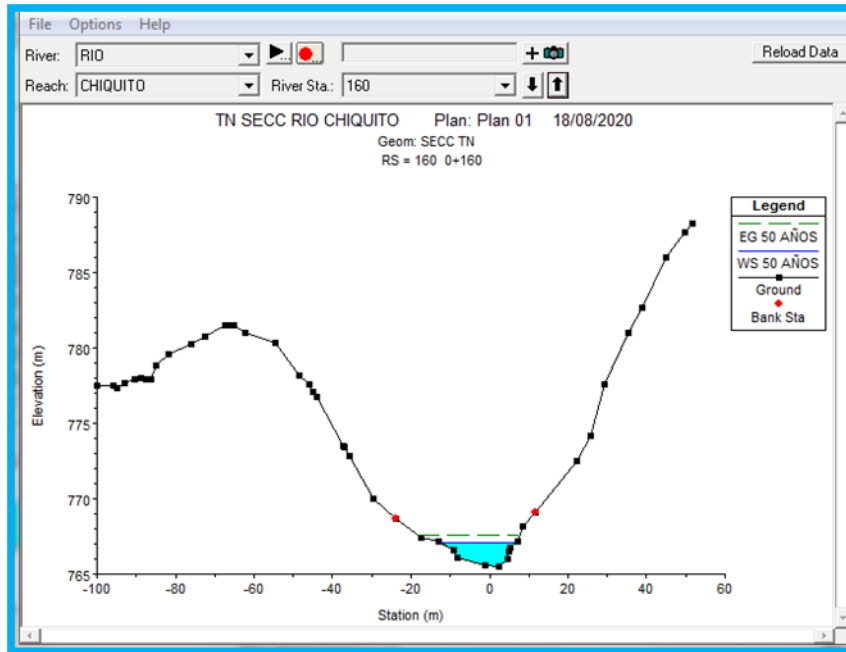 File Options Help
River: RIO Reload Data
Reach: CHIQUITO River Sta.: 160
TN SECC RIO CHIQUITO Plan: Plan 01 18/08/2020
Geom: SECC TN
RS = 160 0+160
790
785
780
775
770
765
Elevation (m)
-100 -80 -60 -40 -20 0 20 40 60
Station (m)
Legend
EG 50 AÑOS
WS 50 AÑOS
Ground
Bank Sta